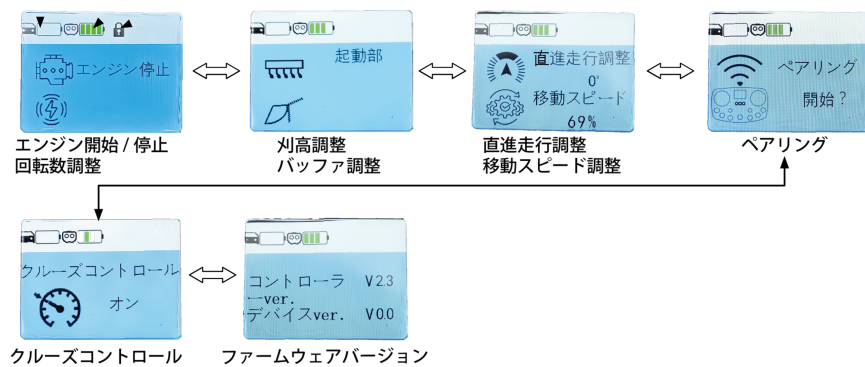 エンジン停止
エンジン開始 / 停止
回転数調整
起動部
刈高調整
バッファ調整
直進走行調整
0°
移動スピード
69%
直進走行調整
移動スピード調整
ペアリング
開始?
ペアリング
クルーズコントロール
オン
クルーズコントロール
コントローラ V2.3
ーver.
デバイスver. V0.0
ファームウェアバージョン